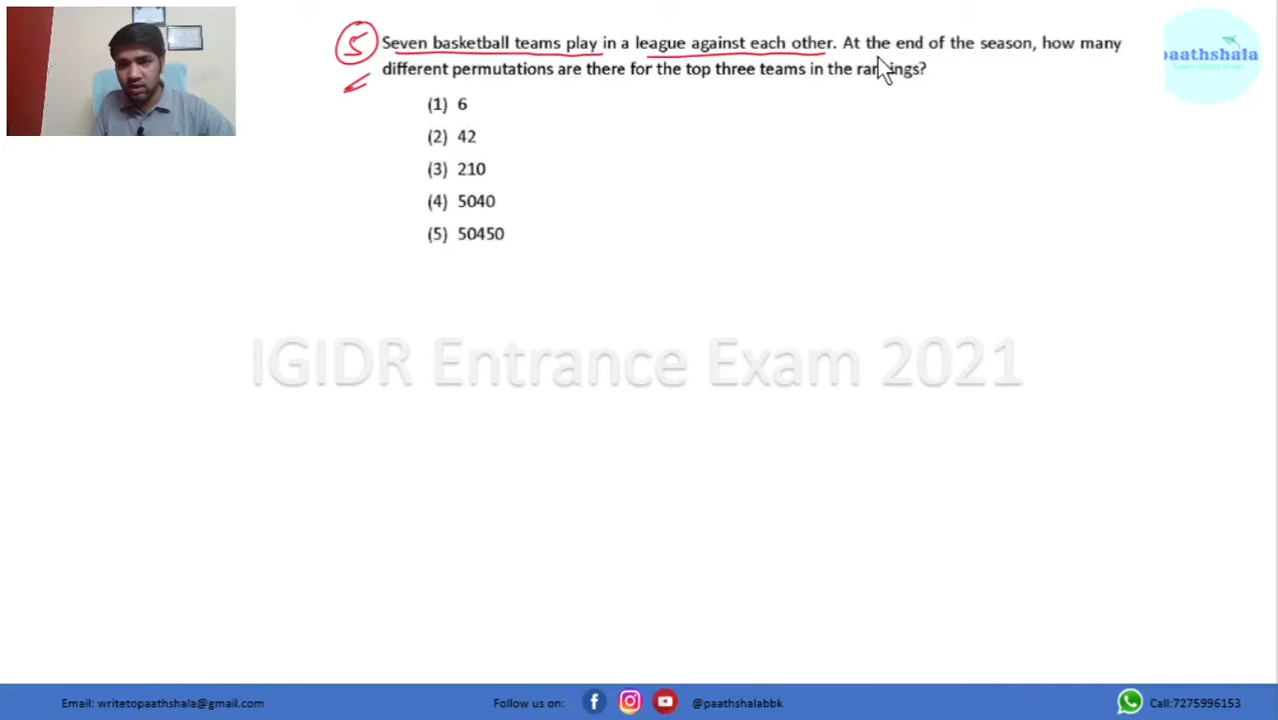 5
Seven basketball teams play in a league against each other. At the end of the season, how many
different permutations are there for the top three teams in the rankings?
(1) 6
(2) 42
(3) 210
(4) 5040
(5) 50450
paathshala
IGIDR Entrance Exam 2021
Email: writetopaathshala@gmail.com
Follow us on:
@paathshalabbk
Call:7275996153